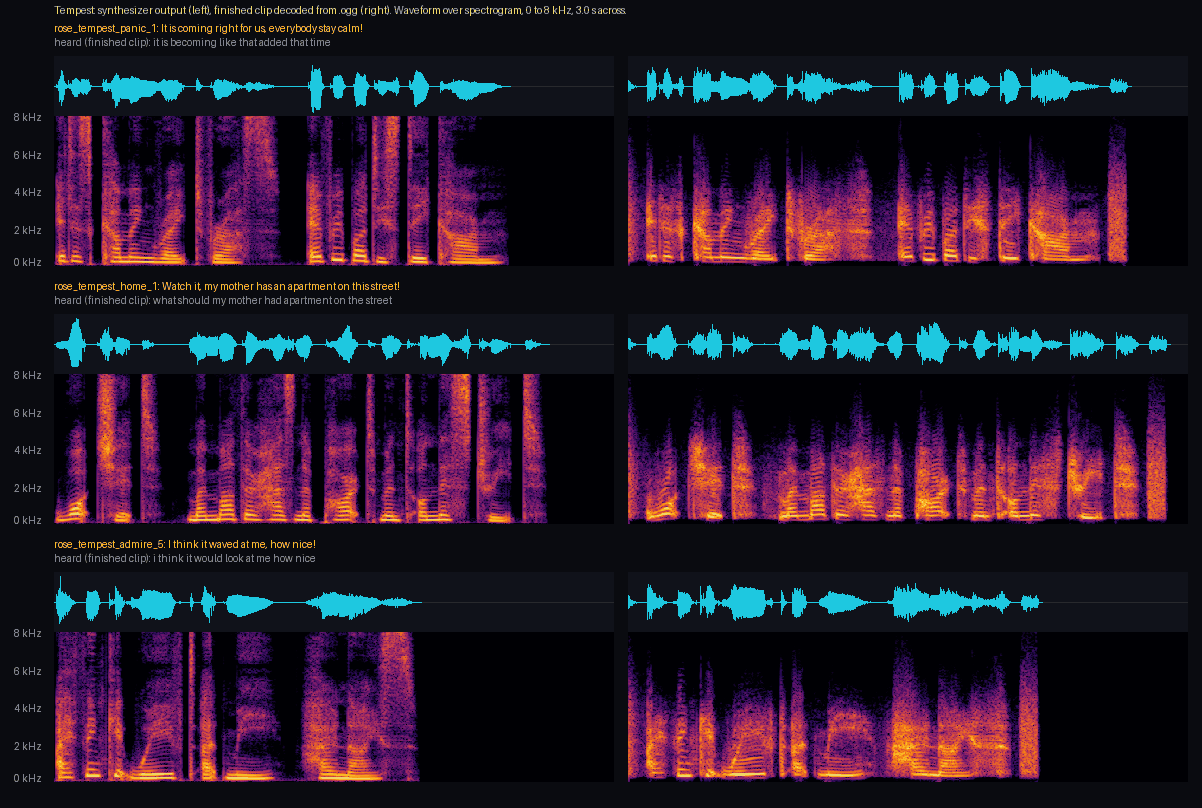 Tempest synthesizer output (left), finished clip decoded from .ogg (right). Waveform over spectrogram, 0 to 8 kHz, 3.0 s across.
rose_tempest_panic_1: It is coming right for us, everybody stay calm!
heard (finished clip): it is becoming like that added that time
8 kHz
6 kHz
4 kHz
2 kHz
0 kHz
rose_tempest_home_1: Watch it, my mother has an apartment on this street!
heard (finished clip): what should my mother had apartment on the street
8 kHz
6 kHz
4 kHz
2 kHz
0 kHz
rose_tempest_admire_5: I think it waved at me, how nice!
heard (finished clip): i think it would look at me how nice
8 kHz
6 kHz
4 kHz
2 kHz
0 kHz